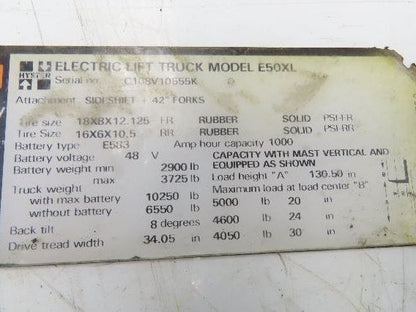 HYSTER ELECTRIC LIFT TRUCK MODEL E50XL
Serial no. C108V10555K
Attachment SIDESHIFT + 42" FORKS
Tire Size 18X8X12.125 FR RUBBER SOLID PSI-FR
Tire Size 16X6X10.5 RR RUBBER SOLID PSI-RR
Battery type E583 Amp hour capacity 1000
Battery voltage 48 V CAPACITY WITH MAST VERTICAL AND
Battery weight min 2900 lb EQUIPPED AS SHOWN
max 3725 lb Load height "A" 130.50 in
Truck weight Maximum load at load center "B"
with max battery 10250 lb 5000 lb 20 in
without battery 6550 lb 4600 lb 24 in
Back tilt 8 degrees 4050 lb 30 in
Drive tread width 34.05 in